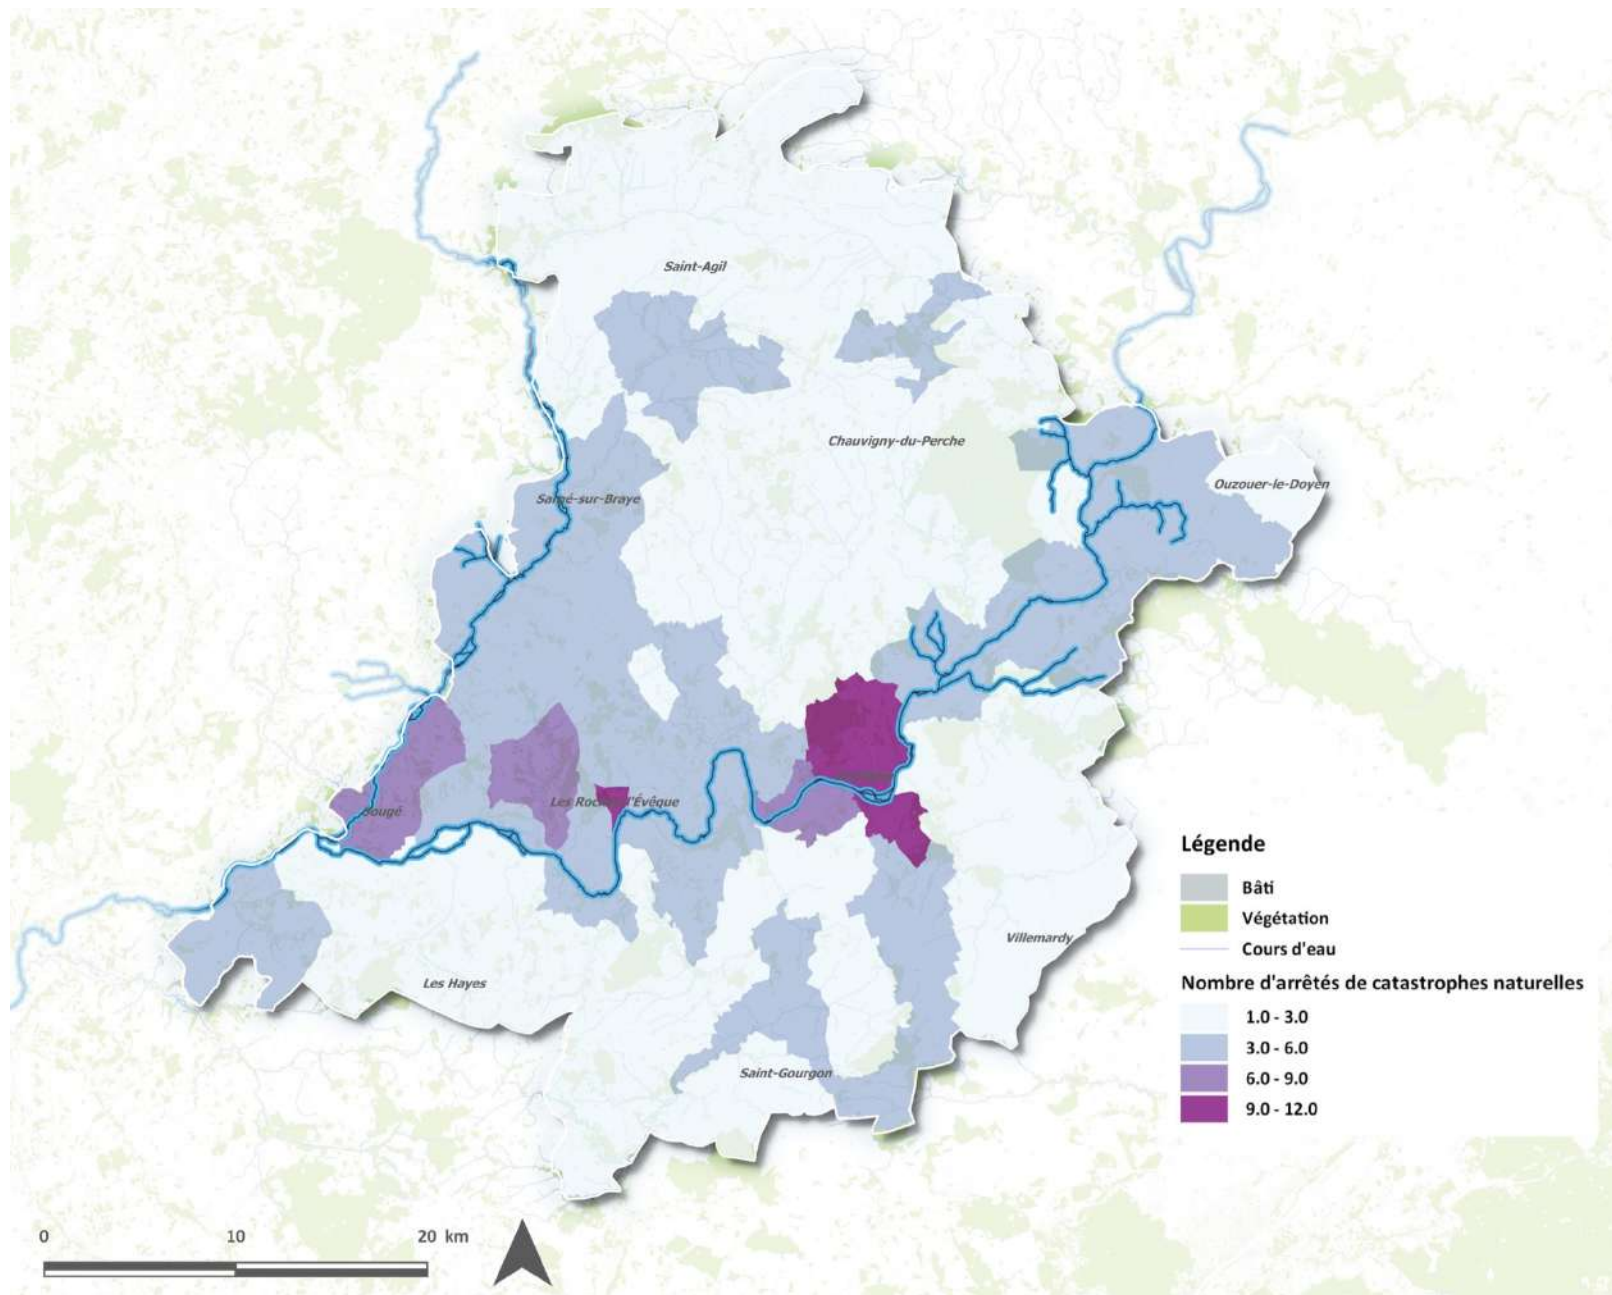 Saint-Agil
Chauvigny-du-Perche
Ouzouer-le-Doyen
Sargé-sur-Braye
Les Roches-l'Évêque
Sougé
Villemardy
Les Hayes
Saint-Gourgon
Légende
Bâti
Végétation
Cours d'eau
Nombre d'arrêtés de catastrophes naturelles
1.0 - 3.0
3.0 - 6.0
6.0 - 9.0
9.0 - 12.0
0 10 20 km